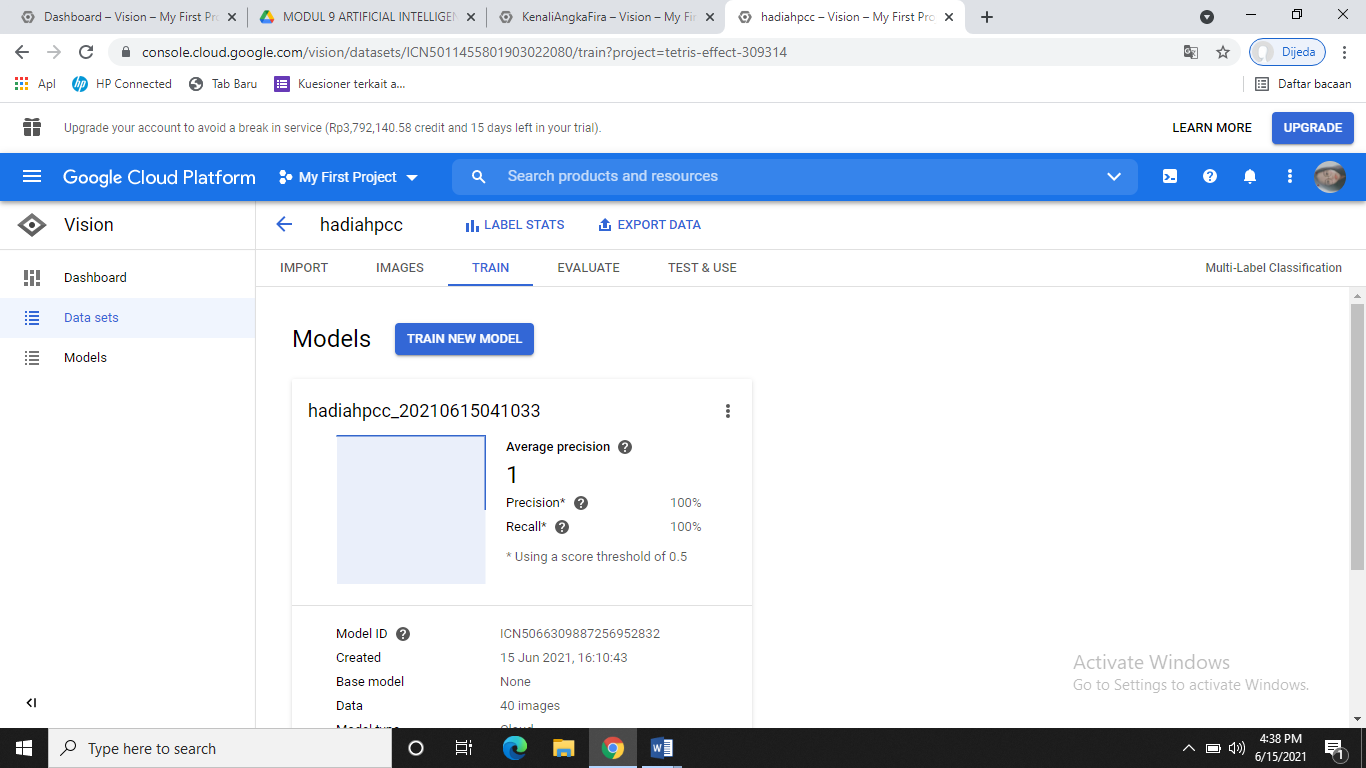 Dashboard – Vision – My First Pr
MODUL 9 ARTIFICIAL INTELLIGEN
KenaliAngkaFira – Vision – My Fir
hadiahpcc – Vision – My First Pro
console.cloud.google.com/vision/datasets/ICN5011455801903022080/train?project=tetris-effect-309314
Dijeda
Apl
HP Connected
Tab Baru
Kuesioner terkait a...
Daftar bacaan
Upgrade your account to avoid a break in service (Rp3,792,140.58 credit and 15 days left in your trial).
LEARN MORE
UPGRADE
Google Cloud Platform
My First Project
Search products and resources
Vision
hadiahpcc
LABEL STATS
EXPORT DATA
Dashboard
Data sets
Models
IMPORT
IMAGES
TRAIN
EVALUATE
TEST & USE
Multi-Label Classification
Models
TRAIN NEW MODEL
hadiahpcc_20210615041033
Average precision
1
Precision* 100%
Recall* 100%
* Using a score threshold of 0.5
Model ID ICN5066309887256952832
Created 15 Jun 2021, 16:10:43
Base model None
Data 40 images
Model type Cloud
Activate Windows
Go to Settings to activate Windows.
Type here to search
4:38 PM
6/15/2021
1